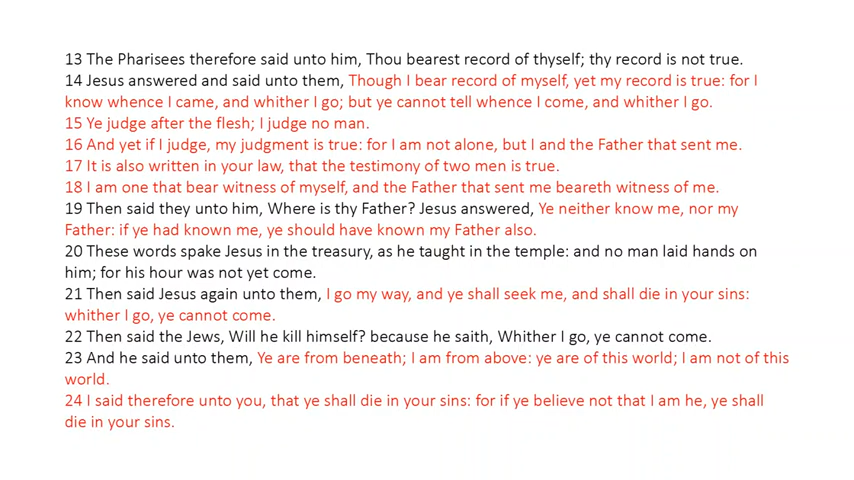 13 The Pharisees therefore said unto him, Thou bearest record of thyself; thy record is not true.
14 Jesus answered and said unto them, Though I bear record of myself, yet my record is true: for I
know whence I came, and whither I go; but ye cannot tell whence I come, and whither I go.
15 Ye judge after the flesh; I judge no man.
16 And yet if I judge, my judgment is true: for I am not alone, but I and the Father that sent me.
17 It is also written in your law, that the testimony of two men is true.
18 I am one that bear witness of myself, and the Father that sent me beareth witness of me.
19 Then said they unto him, Where is thy Father? Jesus answered, Ye neither know me, nor my
Father: if ye had known me, ye should have known my Father also.
20 These words spake Jesus in the treasury, as he taught in the temple: and no man laid hands on
him; for his hour was not yet come.
21 Then said Jesus again unto them, I go my way, and ye shall seek me, and shall die in your sins:
whither I go, ye cannot come.
22 Then said the Jews, Will he kill himself? because he saith, Whither I go, ye cannot come.
23 And he said unto them, Ye are from beneath; I am from above: ye are of this world; I am not of this
world.
24 I said therefore unto you, that ye shall die in your sins: for if ye believe not that I am he, ye shall
die in your sins.